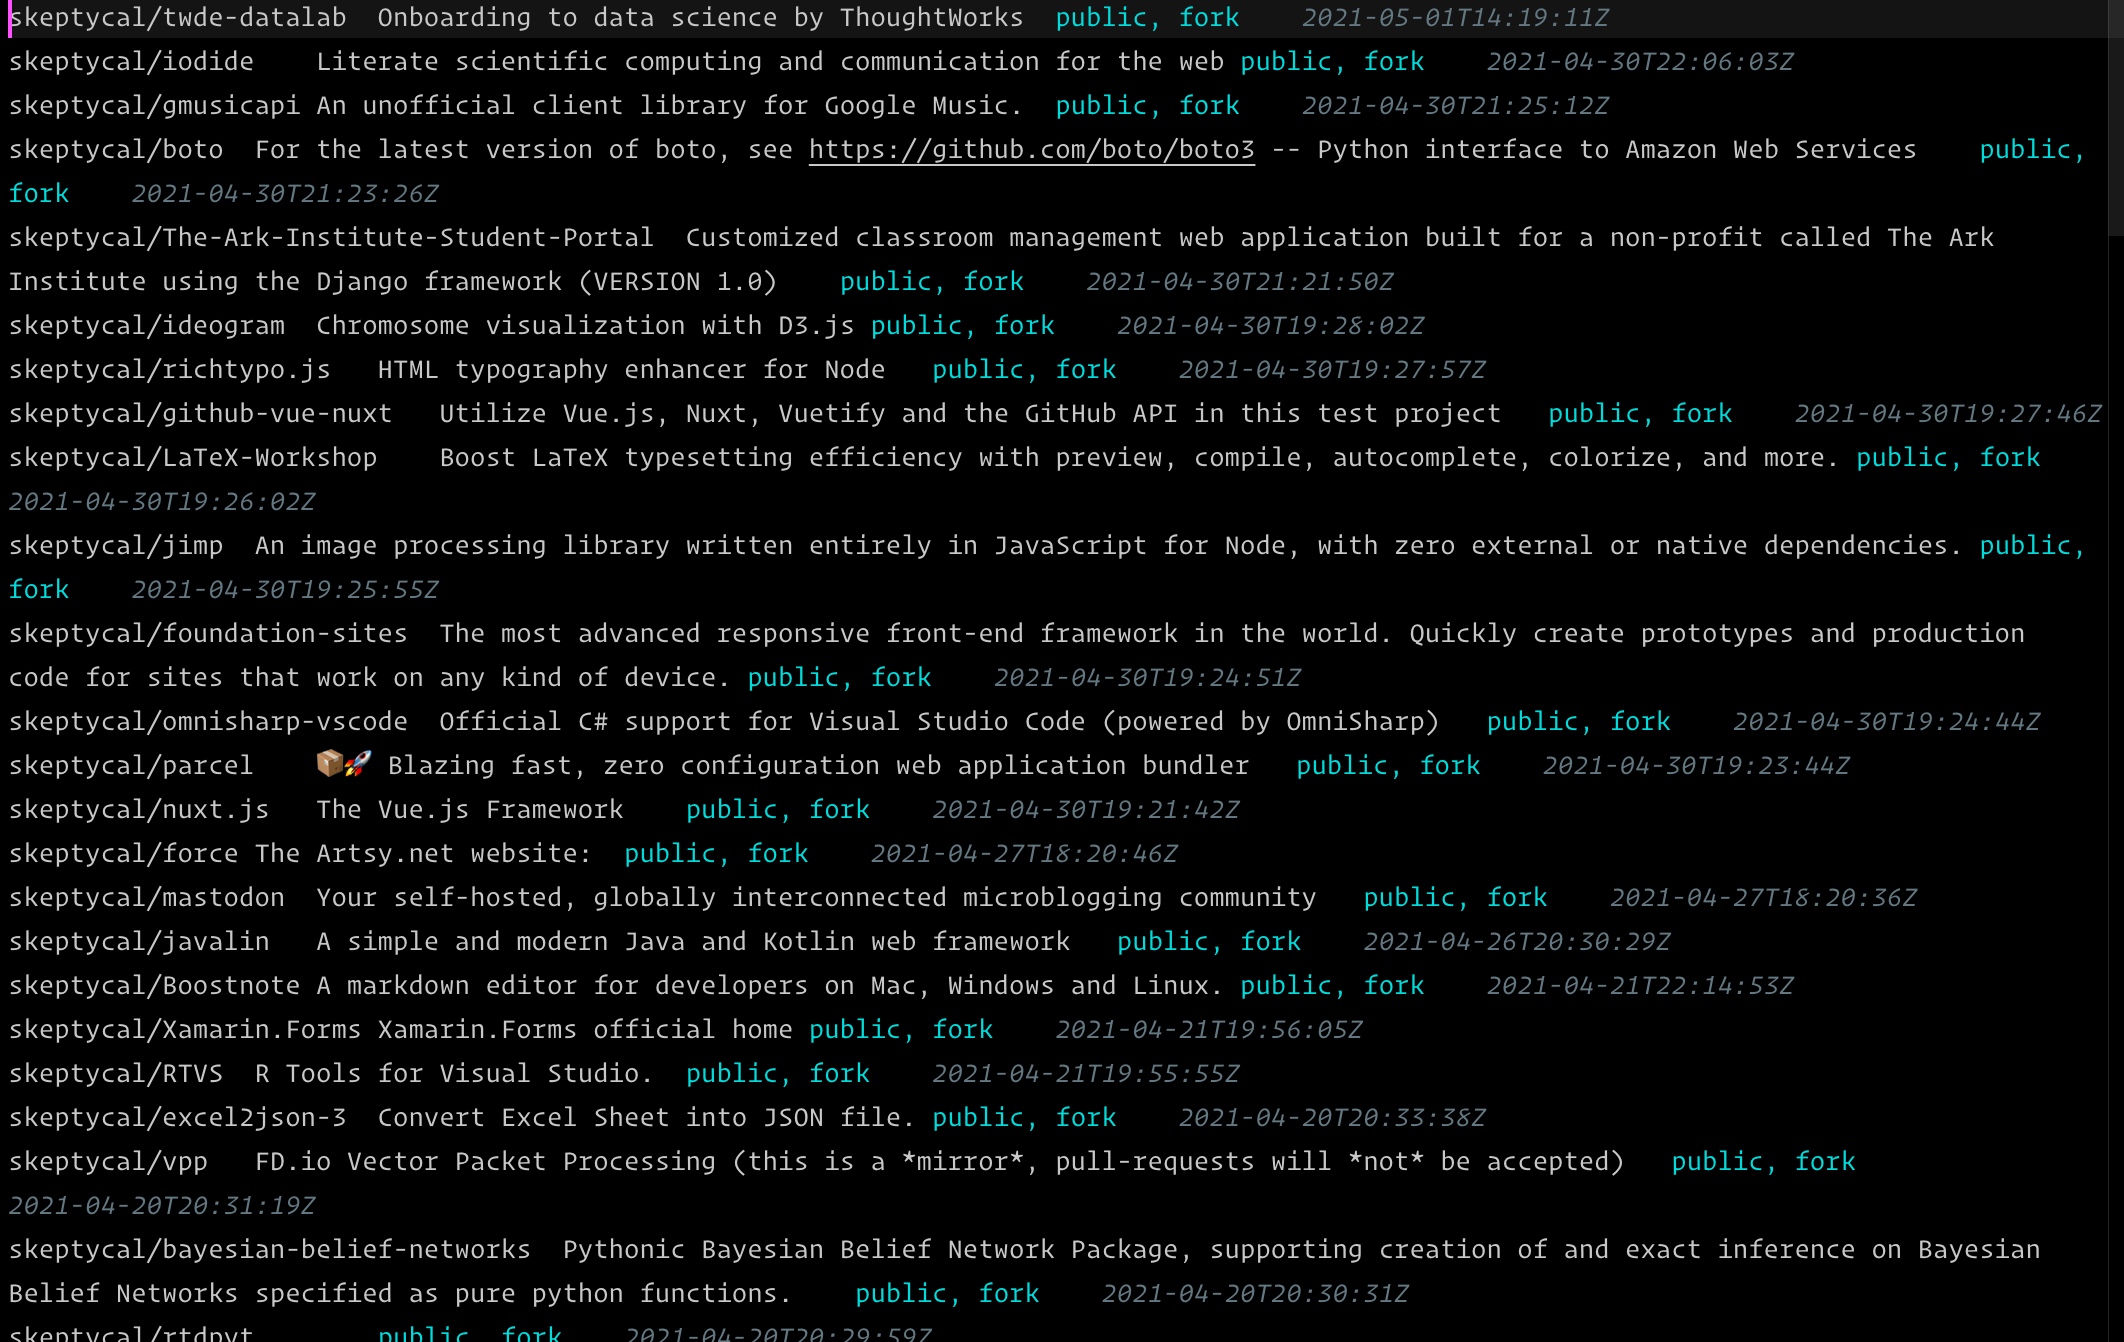 skeptycal/twde-datalab  Onboarding to data science by ThoughtWorks  public, fork    2021-05-01T14:19:11Z
skeptycal/iodide    Literate scientific computing and communication for the web public, fork    2021-04-30T22:06:03Z
skeptycal/gmusicapi An unofficial client library for Google Music.  public, fork    2021-04-30T21:25:12Z
skeptycal/boto  For the latest version of boto, see https://github.com/boto/boto3 -- Python interface to Amazon Web Services    public,
fork    2021-04-30T21:23:26Z
skeptycal/The-Ark-Institute-Student-Portal  Customized classroom management web application built for a non-profit called The Ark
Institute using the Django framework (VERSION 1.0)    public, fork    2021-04-30T21:21:50Z
skeptycal/ideogram  Chromosome visualization with D3.js public, fork    2021-04-30T19:28:02Z
skeptycal/richtypo.js   HTML typography enhancer for Node   public, fork    2021-04-30T19:27:57Z
skeptycal/github-vue-nuxt   Utilize Vue.js, Nuxt, Vuetify and the GitHub API in this test project   public, fork    2021-04-30T19:27:46Z
skeptycal/LaTeX-Workshop    Boost LaTeX typesetting efficiency with preview, compile, autocomplete, colorize, and more. public, fork
2021-04-30T19:26:02Z
skeptycal/jimp  An image processing library written entirely in JavaScript for Node, with zero external or native dependencies. public,
fork    2021-04-30T19:25:55Z
skeptycal/foundation-sites  The most advanced responsive front-end framework in the world. Quickly create prototypes and production
code for sites that work on any kind of device. public, fork    2021-04-30T19:24:51Z
skeptycal/omnisharp-vscode  Official C# support for Visual Studio Code (powered by OmniSharp)   public, fork    2021-04-30T19:24:44Z
skeptycal/parcel    📦🚀 Blazing fast, zero configuration web application bundler   public, fork    2021-04-30T19:23:44Z
skeptycal/nuxt.js   The Vue.js Framework    public, fork    2021-04-30T19:21:42Z
skeptycal/force The Artsy.net website:  public, fork    2021-04-27T18:20:46Z
skeptycal/mastodon  Your self-hosted, globally interconnected microblogging community   public, fork    2021-04-27T18:20:36Z
skeptycal/javalin   A simple and modern Java and Kotlin web framework   public, fork    2021-04-26T20:30:29Z
skeptycal/Boostnote A markdown editor for developers on Mac, Windows and Linux. public, fork    2021-04-21T22:14:53Z
skeptycal/Xamarin.Forms Xamarin.Forms official home public, fork    2021-04-21T19:56:05Z
skeptycal/RTVS  R Tools for Visual Studio.  public, fork    2021-04-21T19:55:55Z
skeptycal/excel2json-3  Convert Excel Sheet into JSON file. public, fork    2021-04-20T20:33:38Z
skeptycal/vpp   FD.io Vector Packet Processing (this is a *mirror*, pull-requests will *not* be accepted)   public, fork
2021-04-20T20:31:19Z
skeptycal/bayesian-belief-networks  Pythonic Bayesian Belief Network Package, supporting creation of and exact inference on Bayesian
Belief Networks specified as pure python functions.    public, fork    2021-04-20T20:30:31Z
skeptycal/rtdpyt        public, fork    2021-04-20T20:29:59Z